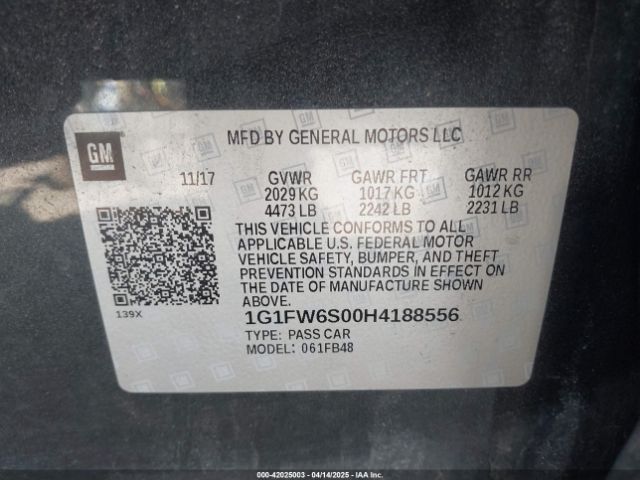 GM
MFD BY GENERAL MOTORS LLC
11/17 GVWR GAWR FRT GAWR RR
2029 KG 1017 KG 1012 KG
4473 LB 2242 LB 2231 LB
THIS VEHICLE CONFORMS TO ALL
APPLICABLE U.S. FEDERAL MOTOR
VEHICLE SAFETY, BUMPER, AND THEFT
PREVENTION STANDARDS IN EFFECT ON
THE DATE OF MANUFACTURE SHOWN
ABOVE.
139X
1G1FW6S00H4188556
TYPE: PASS CAR
MODEL: 061FB48
000-42025003 - 04/14/2025 - IAA, Inc.